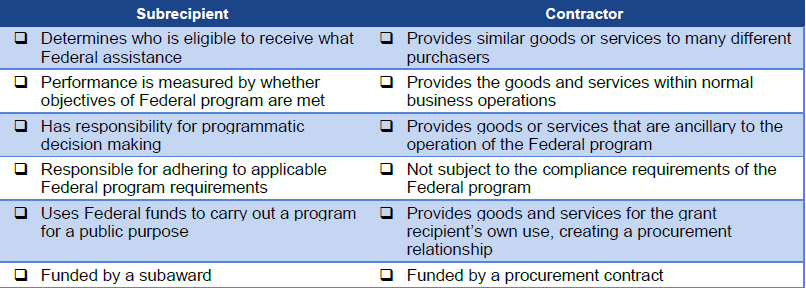 Subrecipient
Contractor
❑ Determines who is eligible to receive what
Federal assistance
❑ Provides similar goods or services to many different
purchasers
❑ Performance is measured by whether
objectives of Federal program are met
❑ Provides the goods and services within normal
business operations
❑ Has responsibility for programmatic
decision making
❑ Provides goods or services that are ancillary to the
operation of the Federal program
❑ Responsible for adhering to applicable
Federal program requirements
❑ Not subject to the compliance requirements of the
Federal program
❑ Uses Federal funds to carry out a program
for a public purpose
❑ Provides goods and services for the grant
recipient's own use, creating a procurement
relationship
❑ Funded by a subaward
❑ Funded by a procurement contract